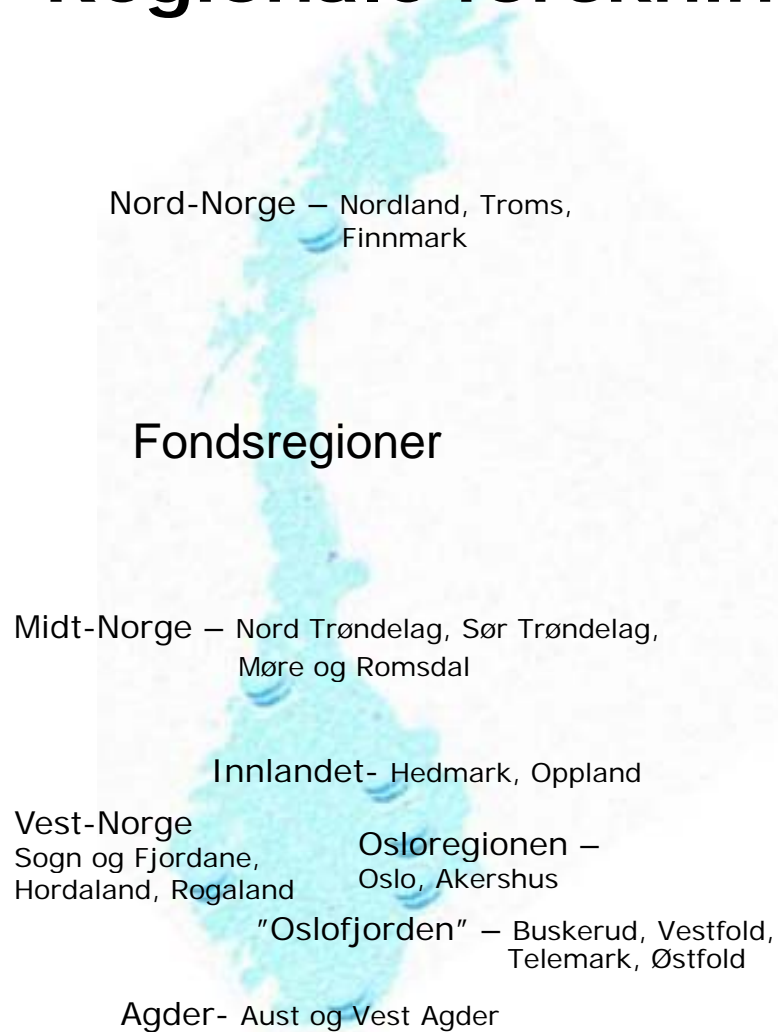 Regionale
Nord-Norge – Nordland, Troms,
Finnmark
Fondsregioner
Midt-Norge – Nord Trøndelag, Sør Trøndelag,
Møre og Romsdal
Innlandet- Hedmark, Oppland
Vest-Norge
Sogn og Fjordane,
Hordaland, Rogaland
Osloregionen –
Oslo, Akershus
"Oslofjorden" – Buskerud, Vestfold,
Telemark, Østfold
Agder- Aust og Vest Agder